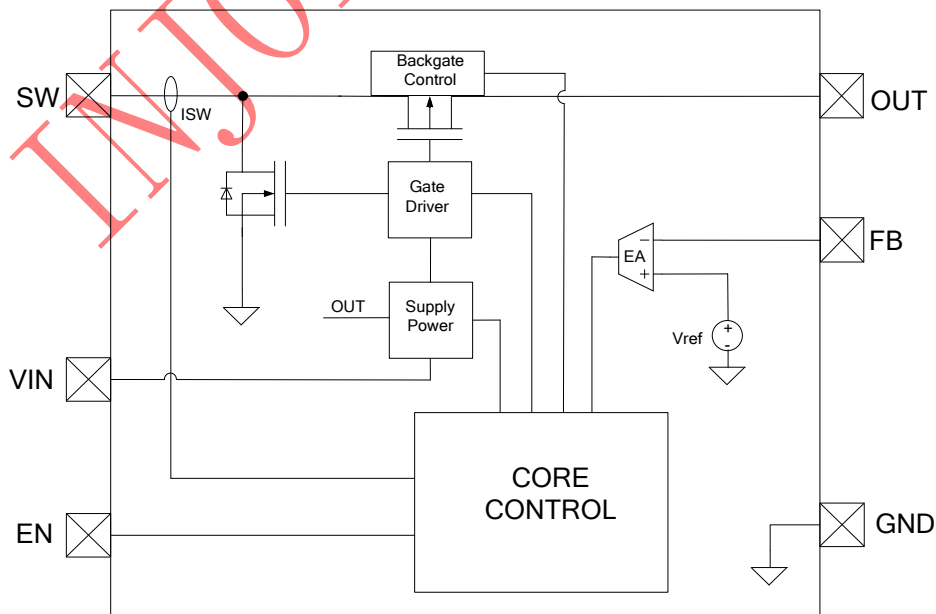 Backgate
Control
SW
ISW
OUT
Gate
Driver
FB
EA
−
+
OUT
Supply
Power
Vref
+
-
VIN
CORE
CONTROL
EN
GND